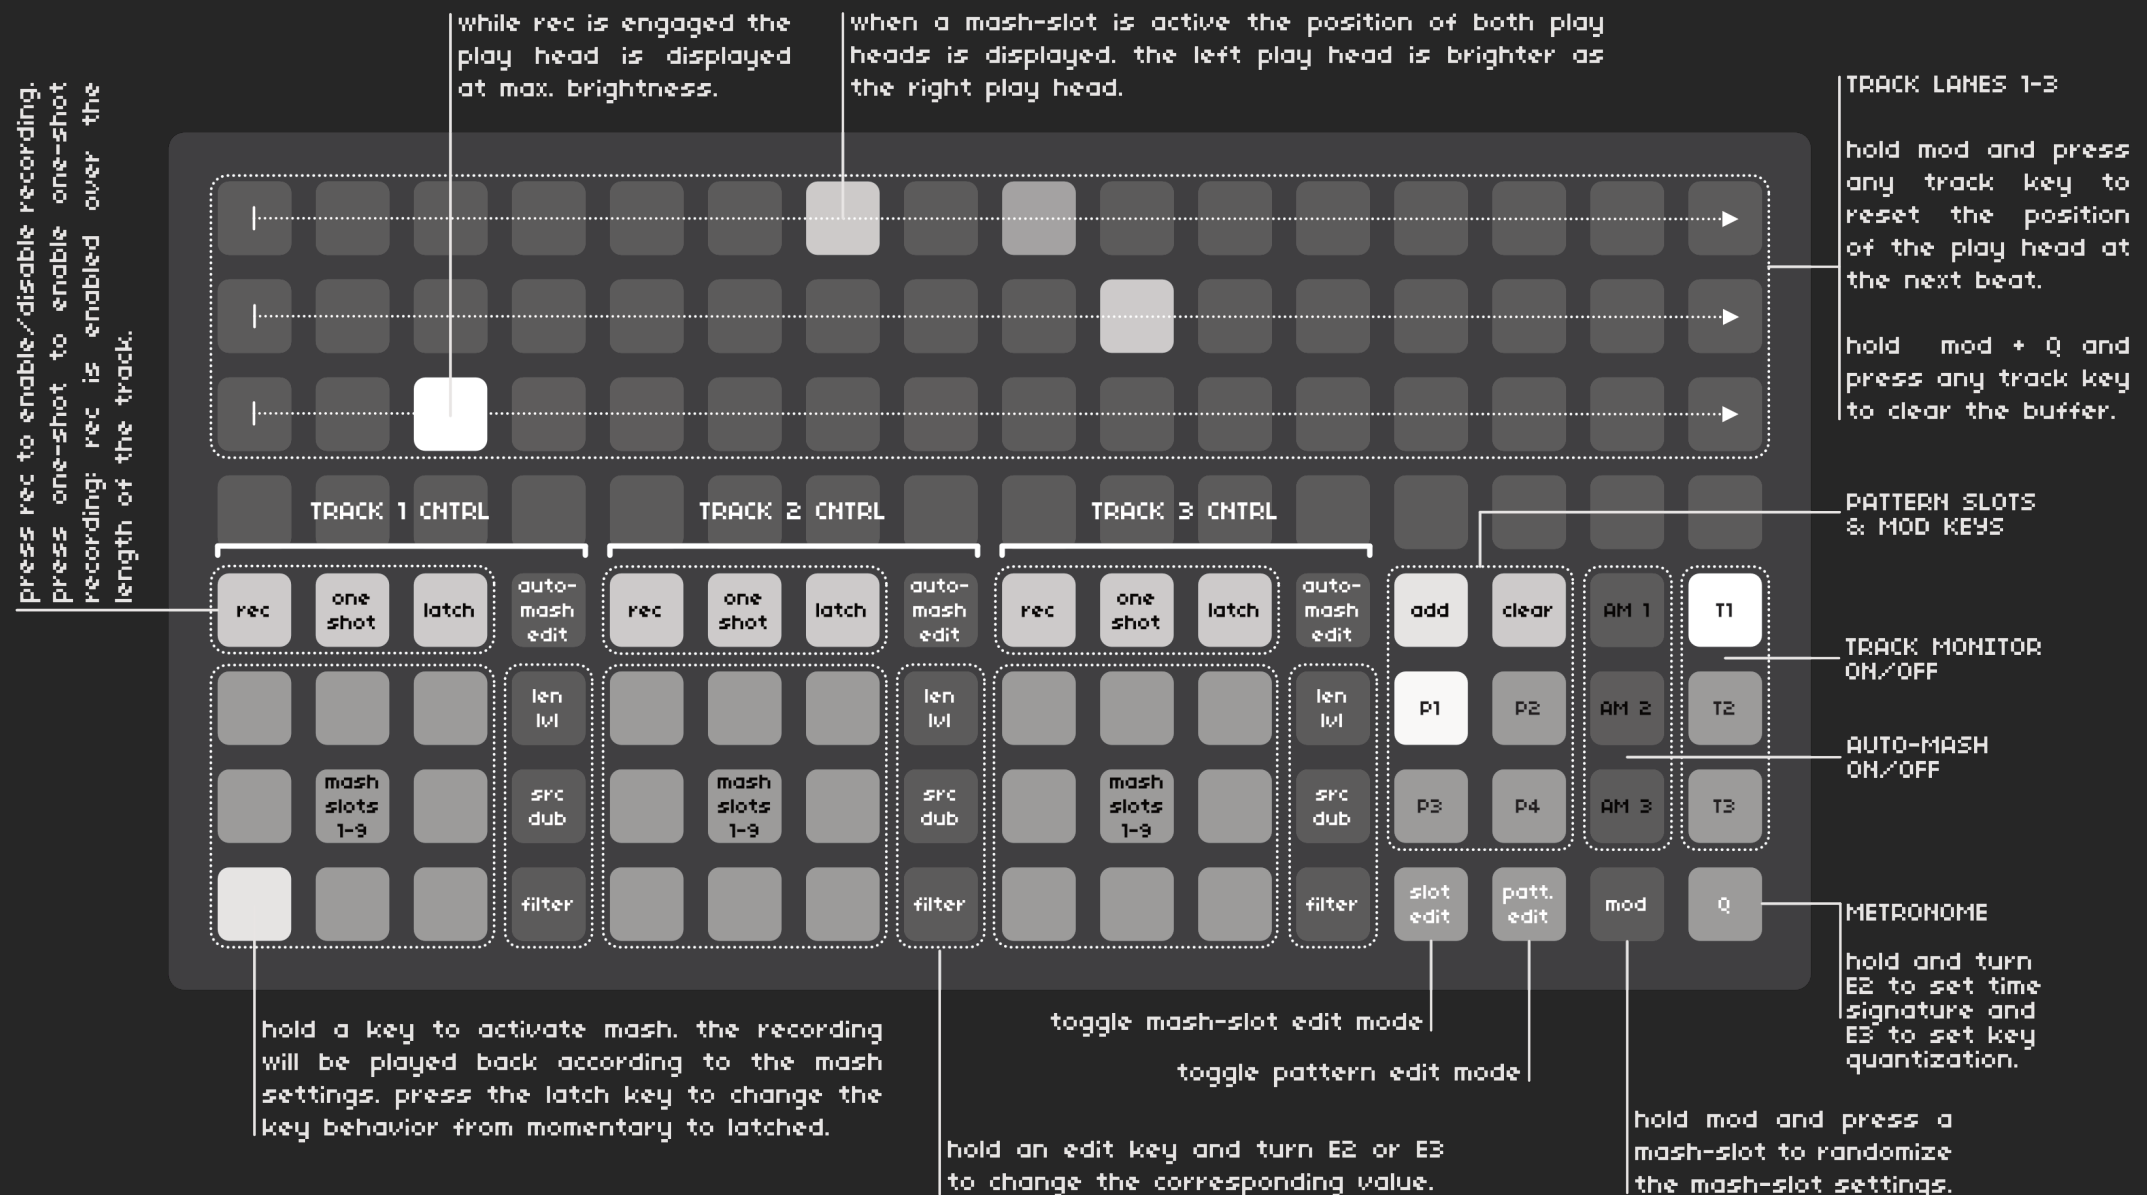 while rec is engaged the
play head is displayed
at max. brightness.
when a mash-slot is active the position of both play
heads is displayed. the left play head is brighter as
the right play head.
press rec to enable/disable recording.
press one-shot to enable one-shot
recording: rec is enabled over the
length of the track.
TRACK LANES 1-3
hold mod and press
any track key to
reset the position
of the play head at
the next beat.
hold mod + Q and
press any track key
to clear the buffer.
TRACK 1 CNTRL
TRACK 2 CNTRL
TRACK 3 CNTRL
PATTERN SLOTS
& MOD KEYS
rec
one
shot
latch
auto-
mash
edit
rec
one
shot
latch
auto-
mash
edit
rec
one
shot
latch
auto-
mash
edit
add
clear
AM 1
T1
TRACK MONITOR
ON/OFF
len
lvl
len
lvl
len
lvl
P1
P2
AM 2
T2
AUTO-MASH
ON/OFF
mash
slots
1-9
src
dub
mash
slots
1-9
src
dub
mash
slots
1-9
src
dub
P3
P4
AM 3
T3
filter
filter
filter
slot
edit
patt.
edit
mod
Q
METRONOME
hold and turn
E2 to set time
signature and
E3 to set key
quantization.
hold a key to activate mash. the recording
will be played back according to the mash
settings. press the latch key to change the
key behavior from momentary to latched.
toggle mash-slot edit mode
toggle pattern edit mode
hold an edit key and turn E2 or E3
to change the corresponding value.
hold mod and press a
mash-slot to randomize
the mash-slot settings.